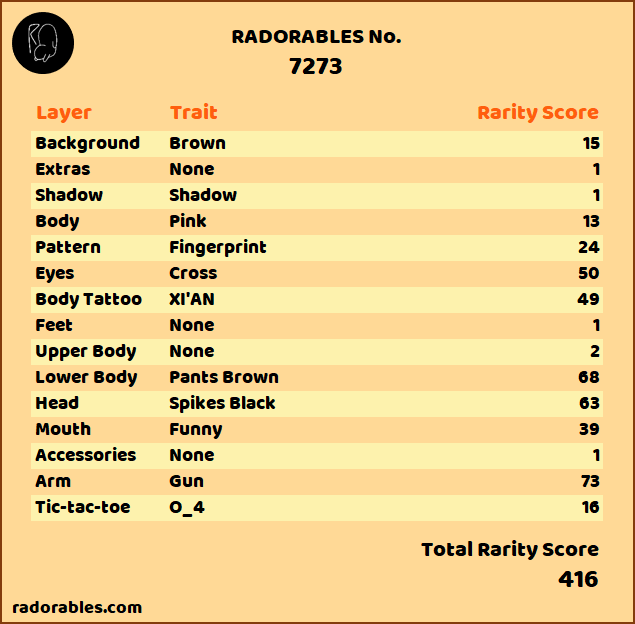 RADORABLES No.
7273
Layer Trait Rarity Score
Background Brown 15
Extras None 1
Shadow Shadow 1
Body Pink 13
Pattern Fingerprint 24
Eyes Cross 50
Body Tattoo XI'AN 49
Feet None 1
Upper Body None 2
Lower Body Pants Brown 68
Head Spikes Black 63
Mouth Funny 39
Accessories None 1
Arm Gun 73
Tic-tac-toe O_4 16
Total Rarity Score
416
radorables.com